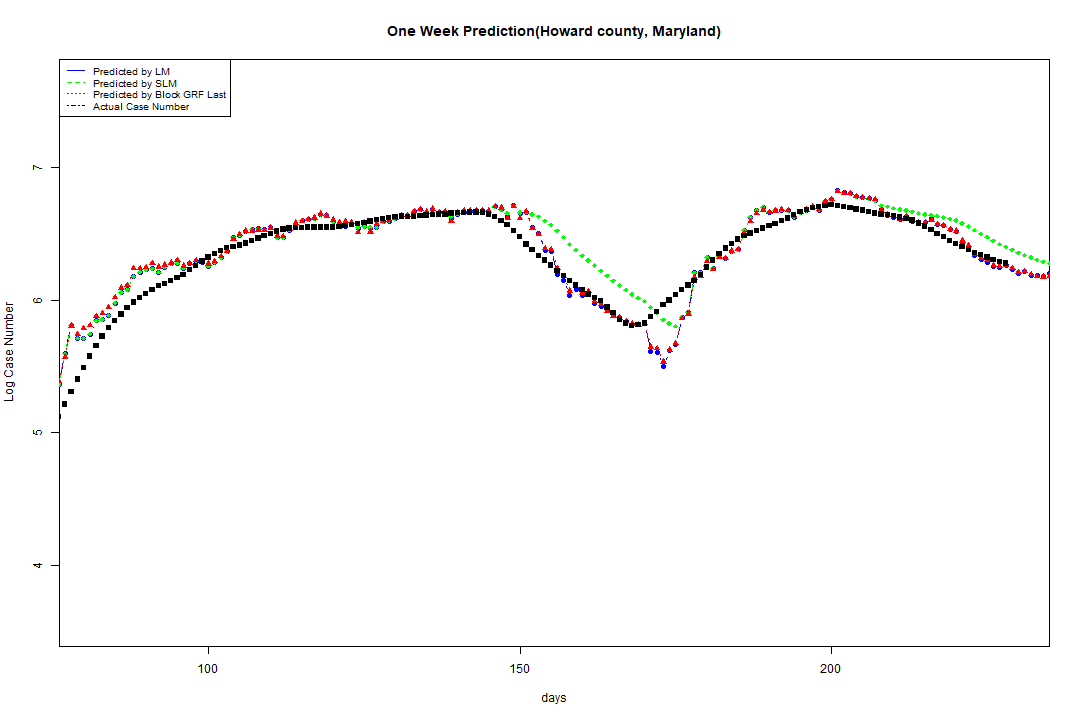 One Week Prediction(Howard county, Maryland)
Predicted by LM
Predicted by SLM
Predicted by Block GRF Last
Actual Case Number
7
6
5
4
Log Case Number
100
150
200
days